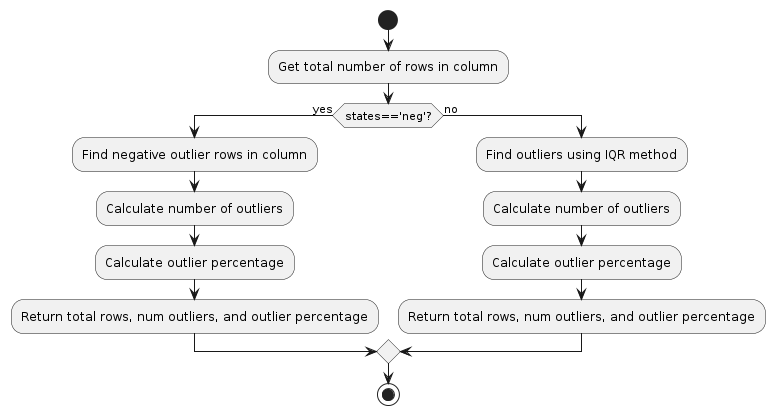 Get total number of rows in column
yes
states=='neg'?
no
Find negative outlier rows in column
Find outliers using IQR method
Calculate number of outliers
Calculate number of outliers
Calculate outlier percentage
Calculate outlier percentage
Return total rows, num outliers, and outlier percentage
Return total rows, num outliers, and outlier percentage